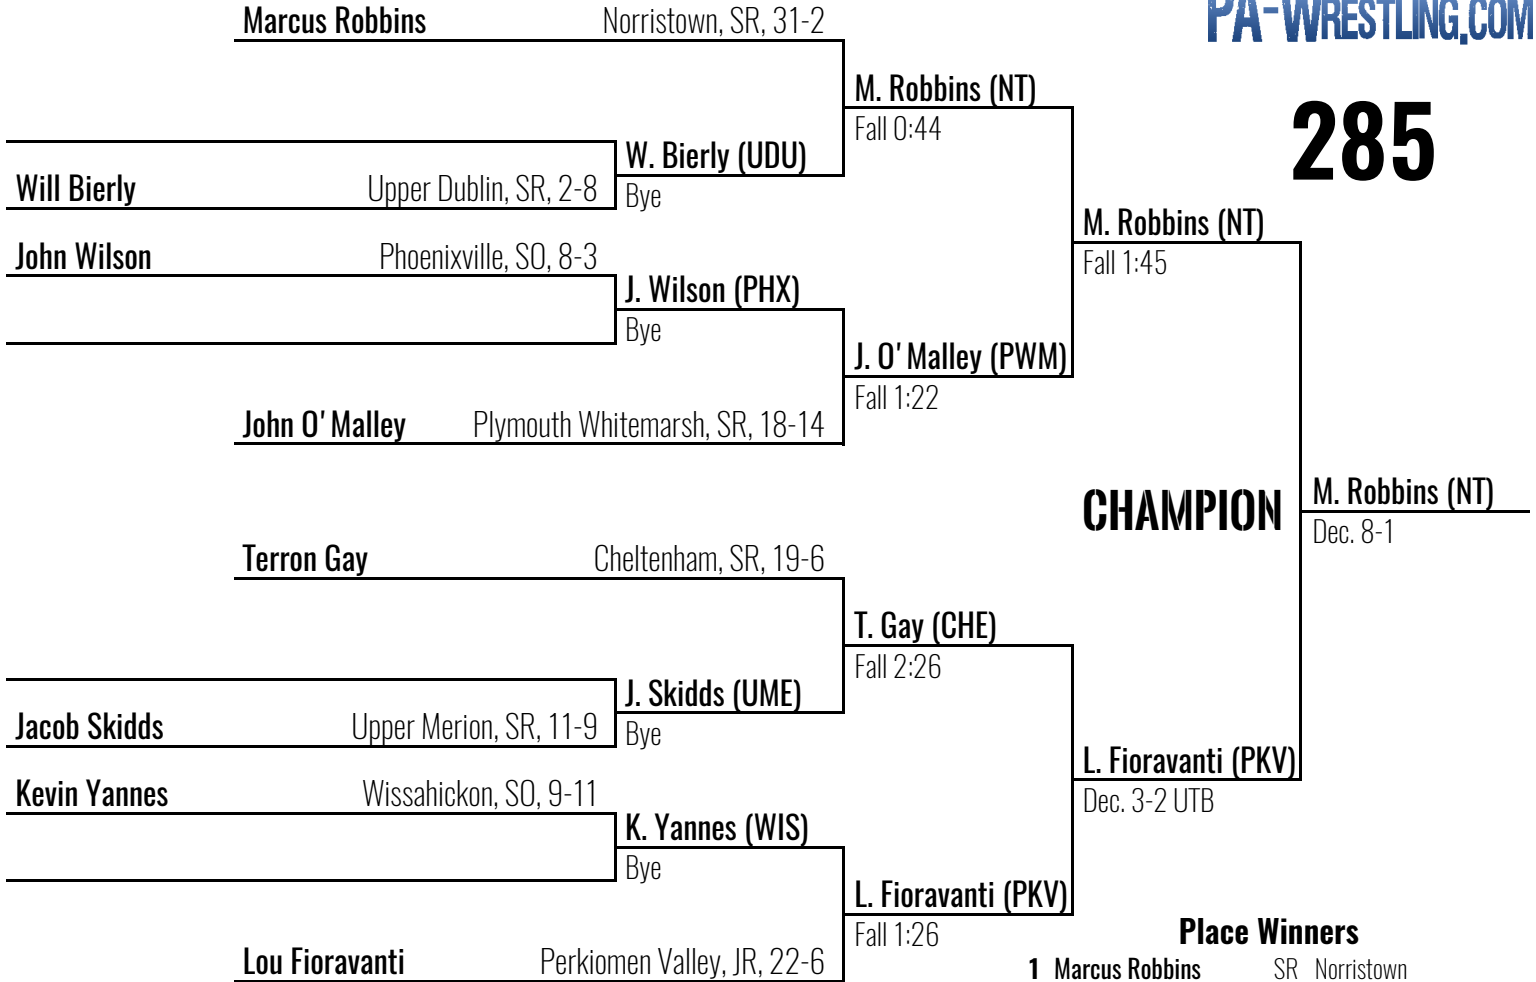 PA-WRESTLING.COM
285
Marcus Robbins Norristown, SR, 31-2
M. Robbins (NT)
Fall 0:44
W. Bierly (UDU)
Bye
Will Bierly Upper Dublin, SR, 2-8
M. Robbins (NT)
Fall 1:45
John Wilson Phoenixville, SO, 8-3
J. Wilson (PHX)
Bye
J. O'Malley (PWM)
Fall 1:22
John O'Malley Plymouth Whitemarsh, SR, 18-14
CHAMPION
M. Robbins (NT)
Dec. 8-1
Terron Gay Cheltenham, SR, 19-6
T. Gay (CHE)
Fall 2:26
J. Skidds (UME)
Bye
Jacob Skidds Upper Merion, SR, 11-9
L. Fioravanti (PKV)
Dec. 3-2 UTB
Kevin Yannes Wissahickon, SO, 9-11
K. Yannes (WIS)
Bye
L. Fioravanti (PKV)
Fall 1:26
Lou Fioravanti Perkiomen Valley, JR, 22-6
Place Winners
1 Marcus Robbins SR Norristown